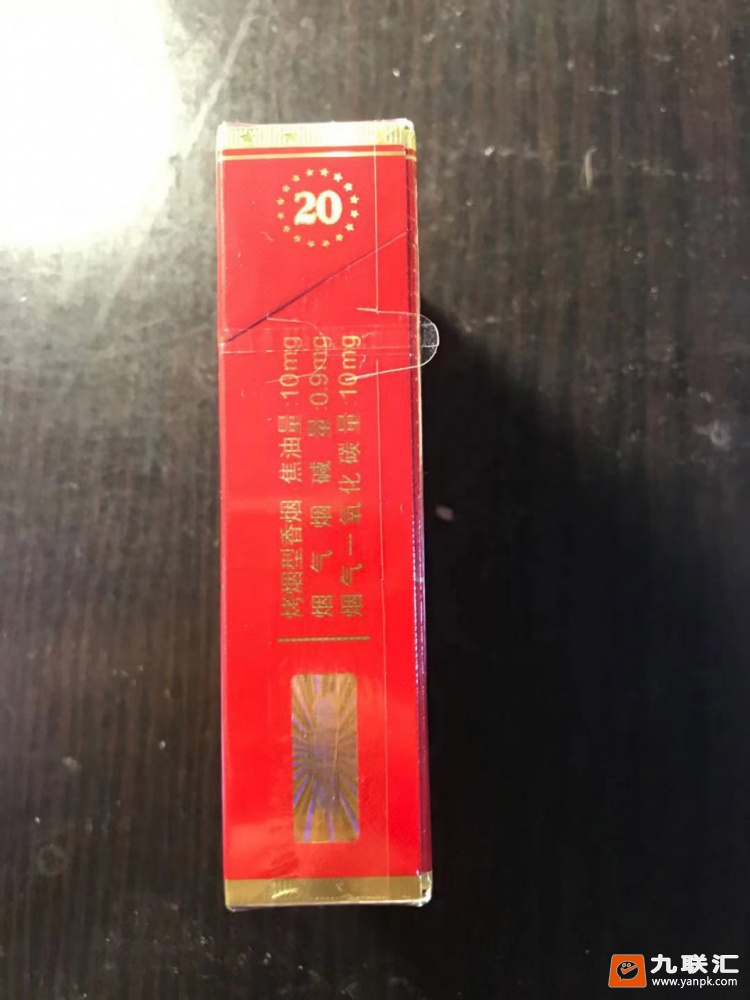 20
烤烟型香烟 焦油量:10mg
烟气烟碱量:0.9mg
烟气一氧化碳量:10mg
九联汇
www.yanpk.com